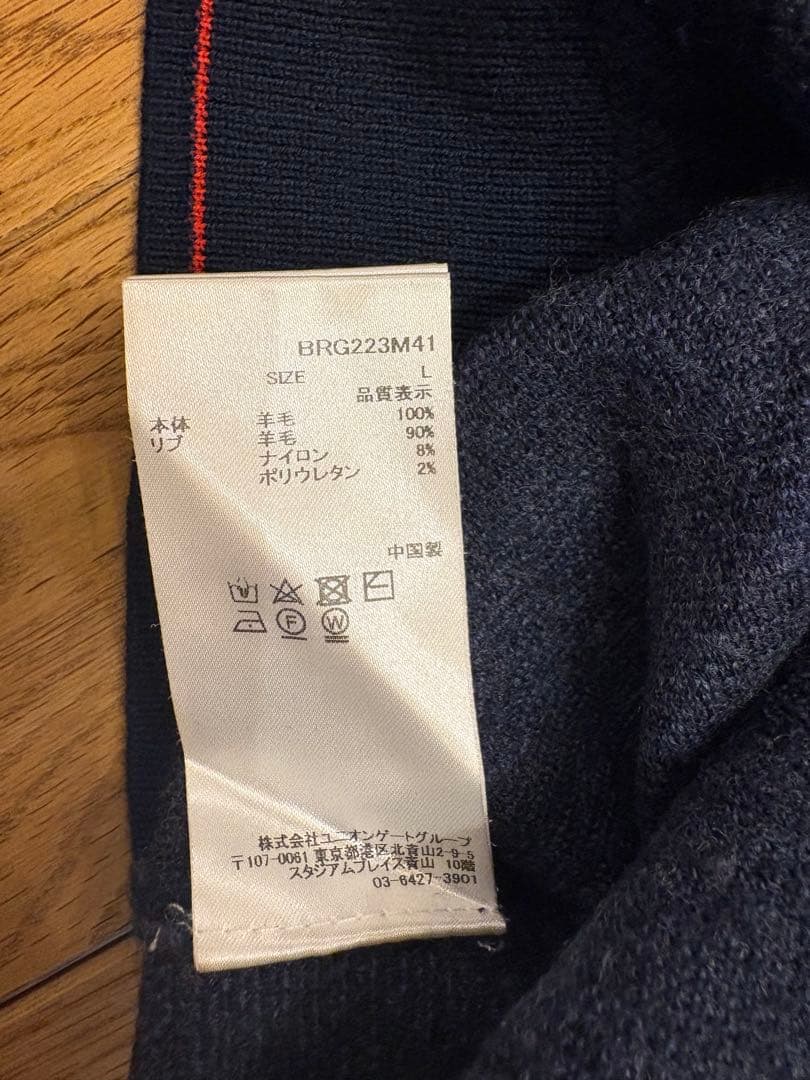 BRG223M41
SIZE L
品質表示
本体 羊毛 100%
リブ 羊毛 90%
ナイロン 8%
ポリウレタン 2%
中国製
F W
株式会社ユニオンゲートグループ
〒107-0061 東京都港区北青山2-9-5
スタジアムプレイス青山 10階
03-6427-3901